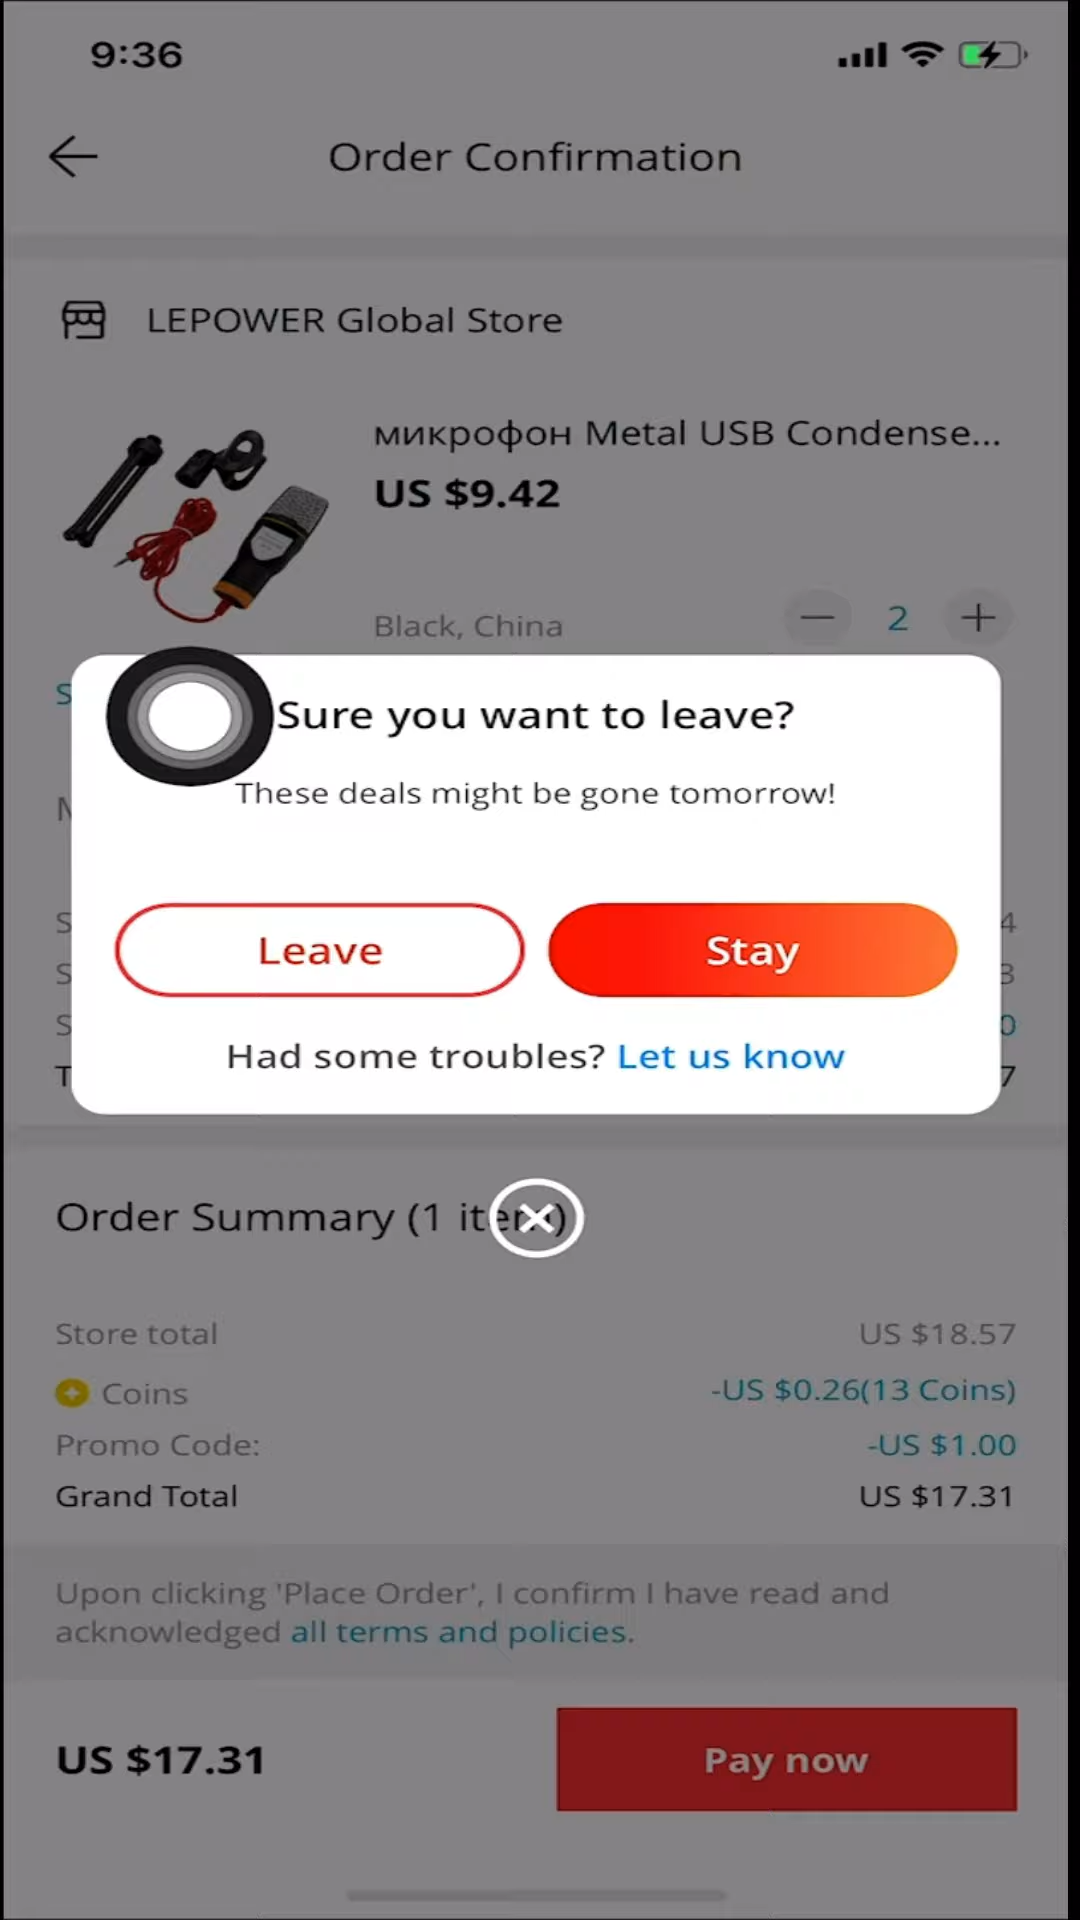 9:36
Order Confirmation
LEPOWER Global Store
микрофон Metal USB Condense...
US $9.42
Black, China
2
Sure you want to leave?
These deals might be gone tomorrow!
Leave
Stay
Had some troubles? Let us know
Order Summary (1 item)
Store total
US $18.57
Coins
-US $0.26(13 Coins)
Promo Code:
-US $1.00
Grand Total
US $17.31
Upon clicking 'Place Order', I confirm I have read and
acknowledged all terms and policies.
US $17.31
Pay now